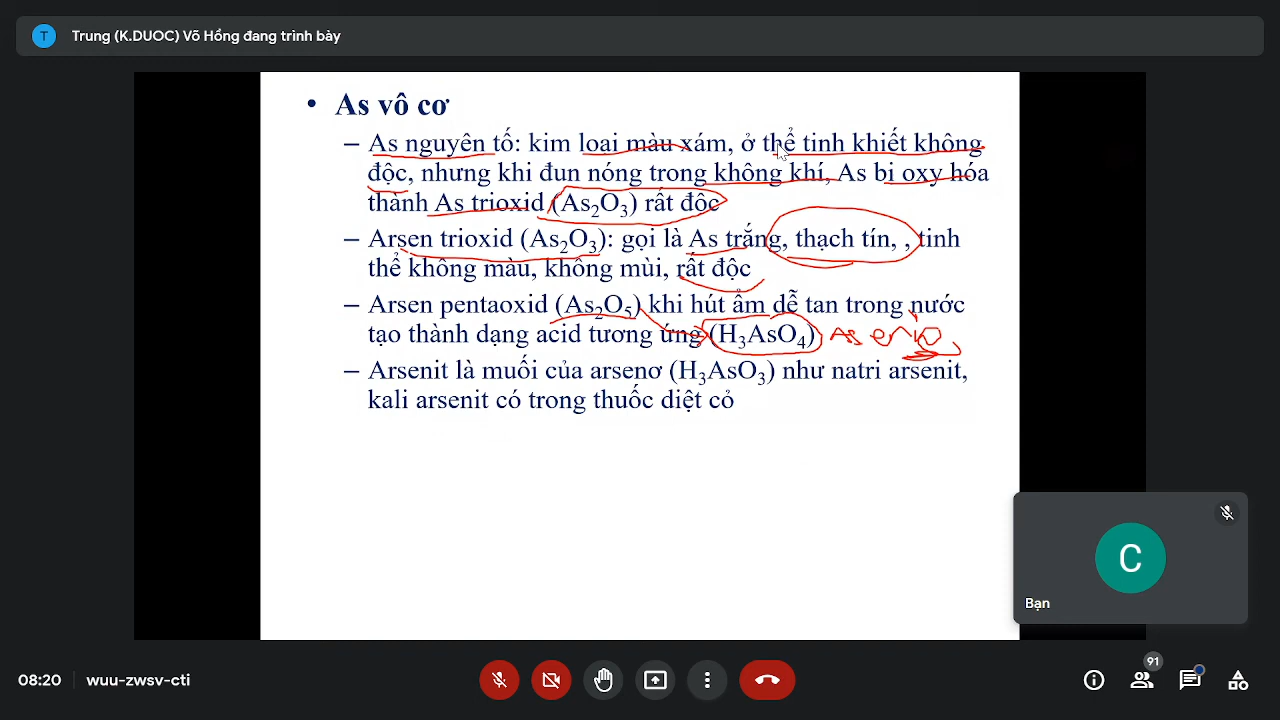 T Trung (K.DUOC) Võ Hồng đang trình bày
• As vô cơ
– As nguyên tố: kim loại màu xám, ở thể tinh khiết không
độc, nhưng khi đun nóng trong không khí, As bị oxy hóa
thành As trioxid (As₂O₃) rất độc
– Arsen trioxid (As₂O₃): gọi là As trắng, thạch tín, , tinh
thể không màu, không mùi, rất độc
– Arsen pentaoxid (As₂O₅) khi hút ẩm dễ tan trong nước
tạo thành dạng acid tương ứng (H₃AsO₄)
– Arsenit là muối của arsenơ (H₃AsO₃) như natri arsenit,
kali arsenit có trong thuốc diệt cỏ
C
Bạn
91
08:20 wuu-zwsv-cti